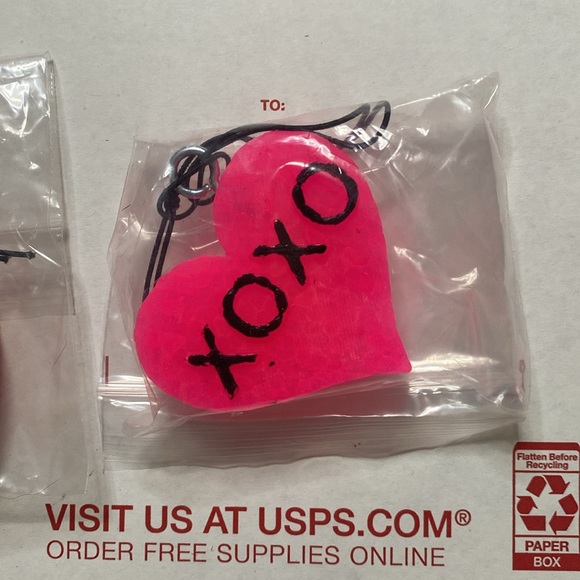 TO:
XOXO
VISIT US AT USPS.COM®
ORDER FREE SUPPLIES ONLINE
Flatten Before
Recycling
PAPER
BOX